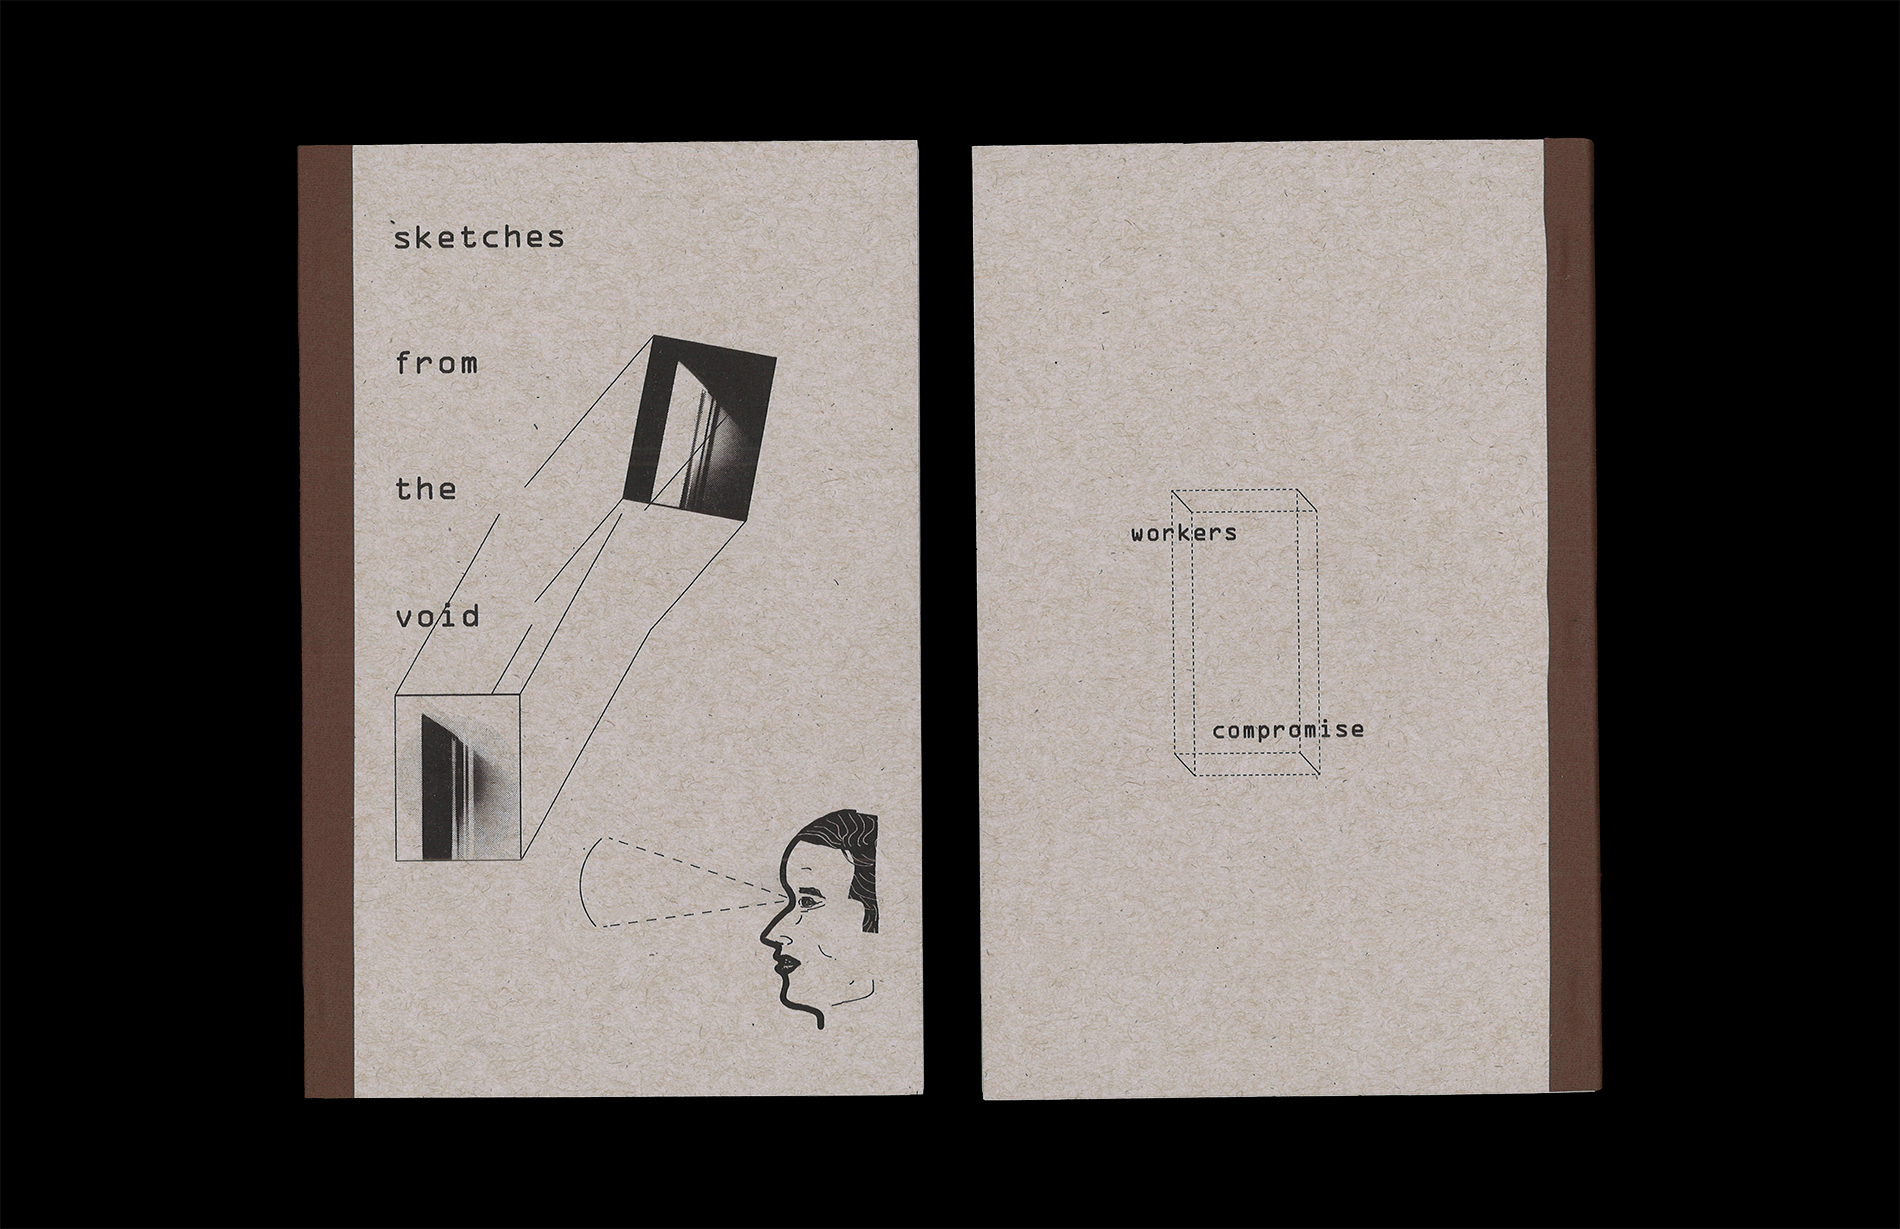 sketches
from
the
void
workers
compromise